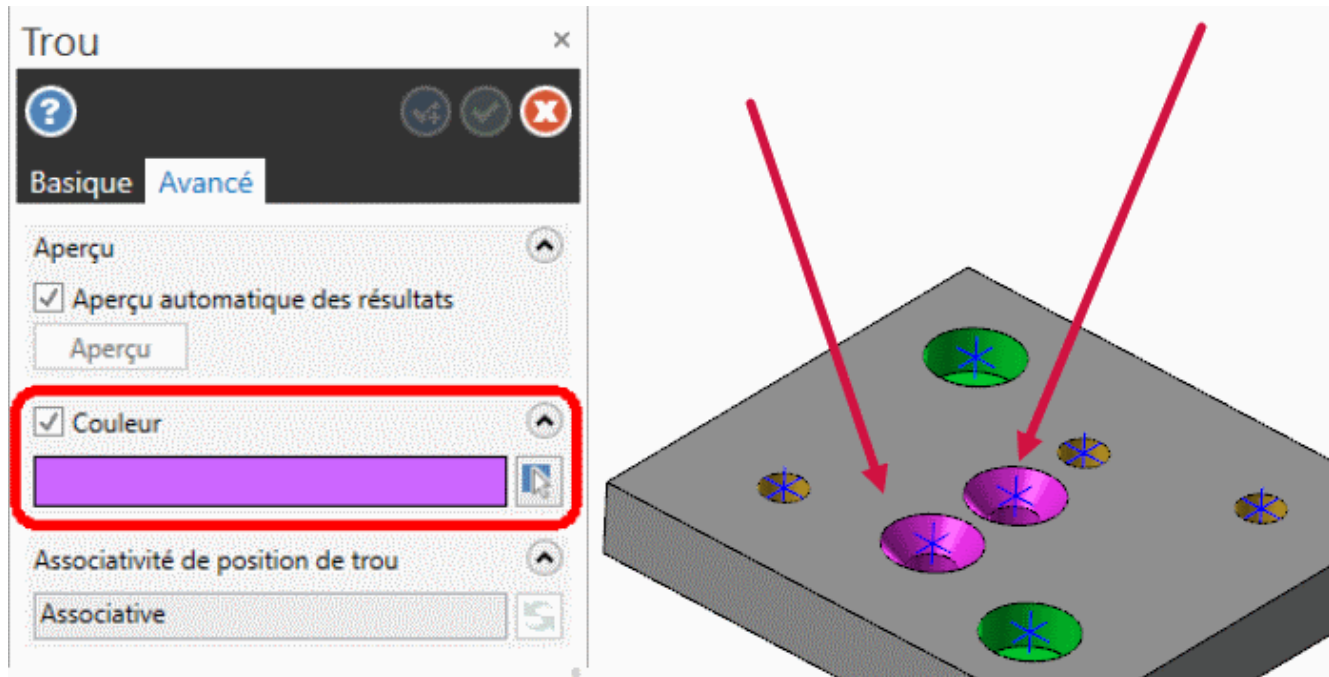 Trou
Basique Avancé
Aperçu
Aperçu automatique des résultats
Aperçu
Couleur
Associativité de position de trou
Associative